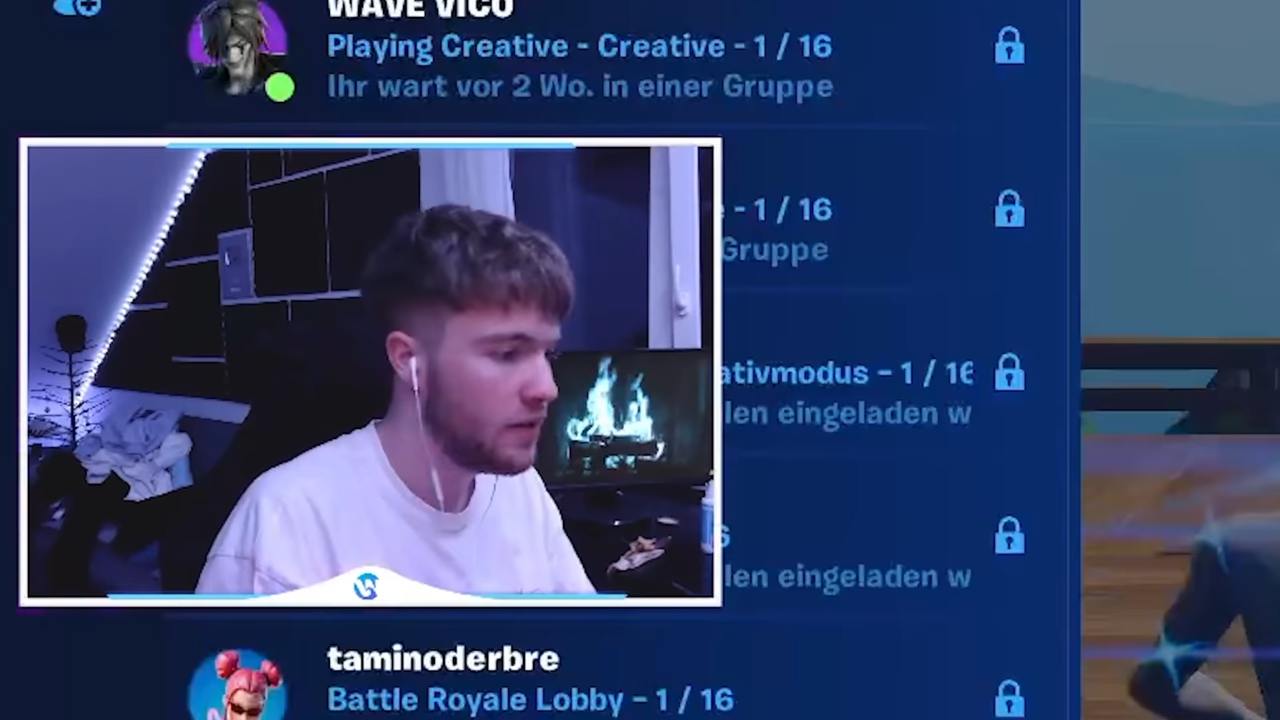 WAVE VICO
Playing Creative - Creative - 1 / 16
Ihr wart vor 2 Wo. in einer Gruppe
- 1 / 16
Gruppe
ativmodus - 1 / 16
len eingeladen w
len eingeladen w
taminoderbre
Battle Royale Lobby - 1 / 16